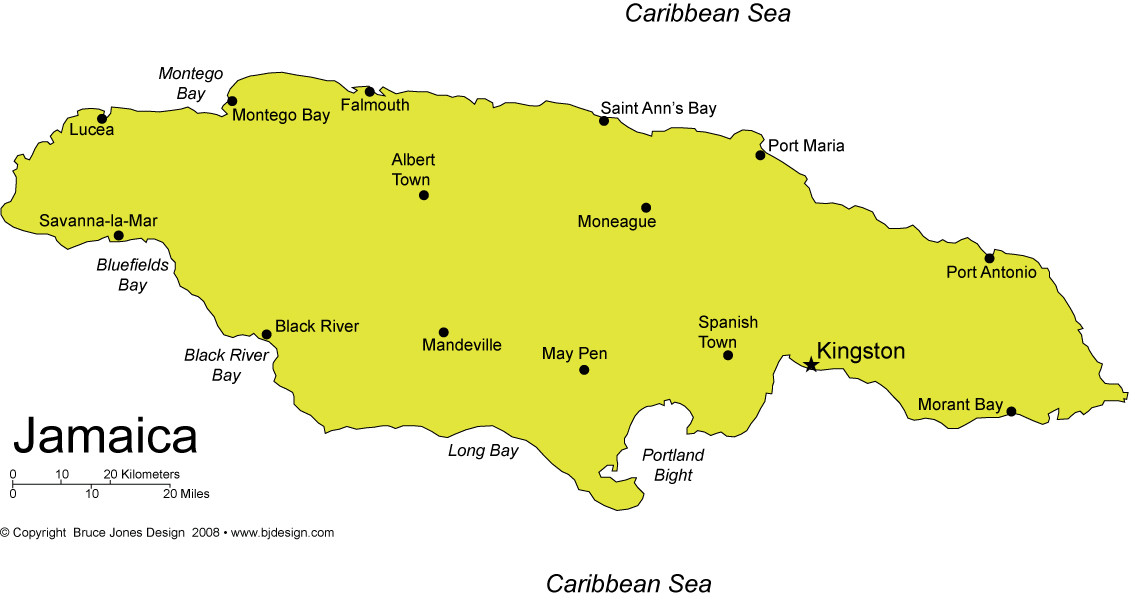 Caribbean Sea
Montego
Bay
Montego Bay
Falmouth
Saint Ann's Bay
Lucea
Port Maria
Albert
Town
Moneague
Savanna-la-Mar
Bluefields
Bay
Port Antonio
Black River
Black River
Bay
Mandeville
May Pen
Spanish
Town
Kingston
Morant Bay
Long Bay
Portland
Bight
Jamaica
0 10 20 Kilometers
0 10 20 Miles
© Copyright Bruce Jones Design 2008 • www.bjdesign.com
Caribbean Sea